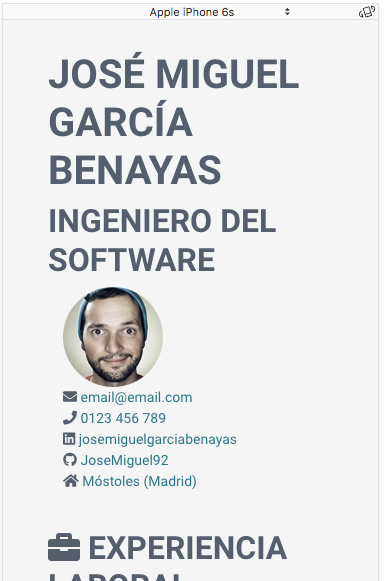 Apple iPhone 6s
JOSÉ MIGUEL
GARCÍA
BENAYAS
INGENIERO DEL
SOFTWARE
email@email.com
0123 456 789
josemiguelgarciabenayas
JoseMiguel92
Móstoles (Madrid)
EXPERIENCIA
LABORAL